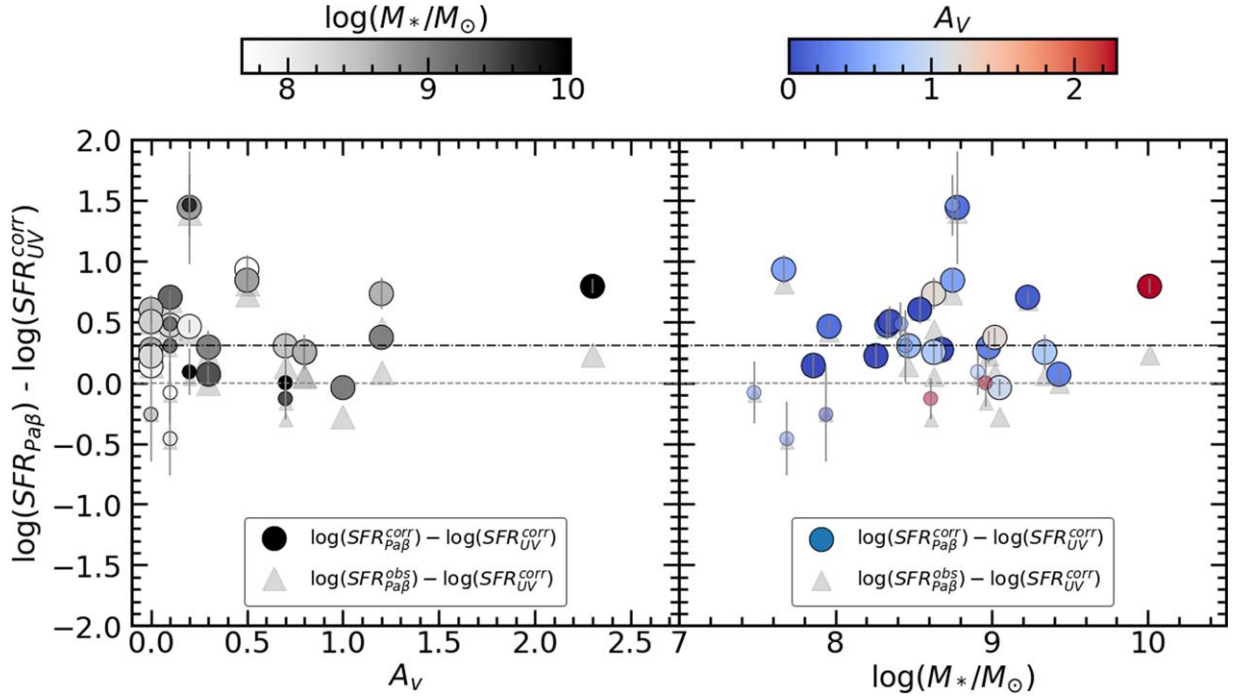 log(M*/M⊙)
8 9 10
A_V
0 1 2
log(SFR_Paβ) - log(SFR_UV^corr)
2.0
1.5
1.0
0.5
0.0
−0.5
−1.0
−1.5
−2.0
log(SFR_Paβ^corr) − log(SFR_UV^corr)
log(SFR_Paβ^obs) − log(SFR_UV^corr)
0.0 0.5 1.0 1.5 2.0 2.5
A_V
log(SFR_Paβ^corr) − log(SFR_UV^corr)
log(SFR_Paβ^obs) − log(SFR_UV^corr)
7 8 9 10
log(M*/M⊙)